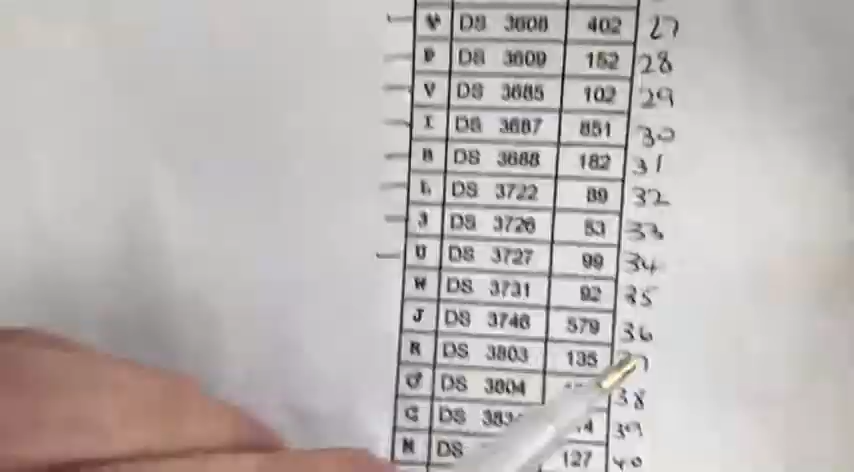 DS 3608 402 27
DS 3609 152 28
V DS 3685 102 29
I DS 3687 851 30
B DS 3688 182 31
L DS 3722 89 32
3 DS 3726 53 33
U DS 3727 99 34
W DS 3731 92 35
J DS 3746 579 36
R DS 3803 135
♂ DS 3804 38
C DS 39
N DS 127 40